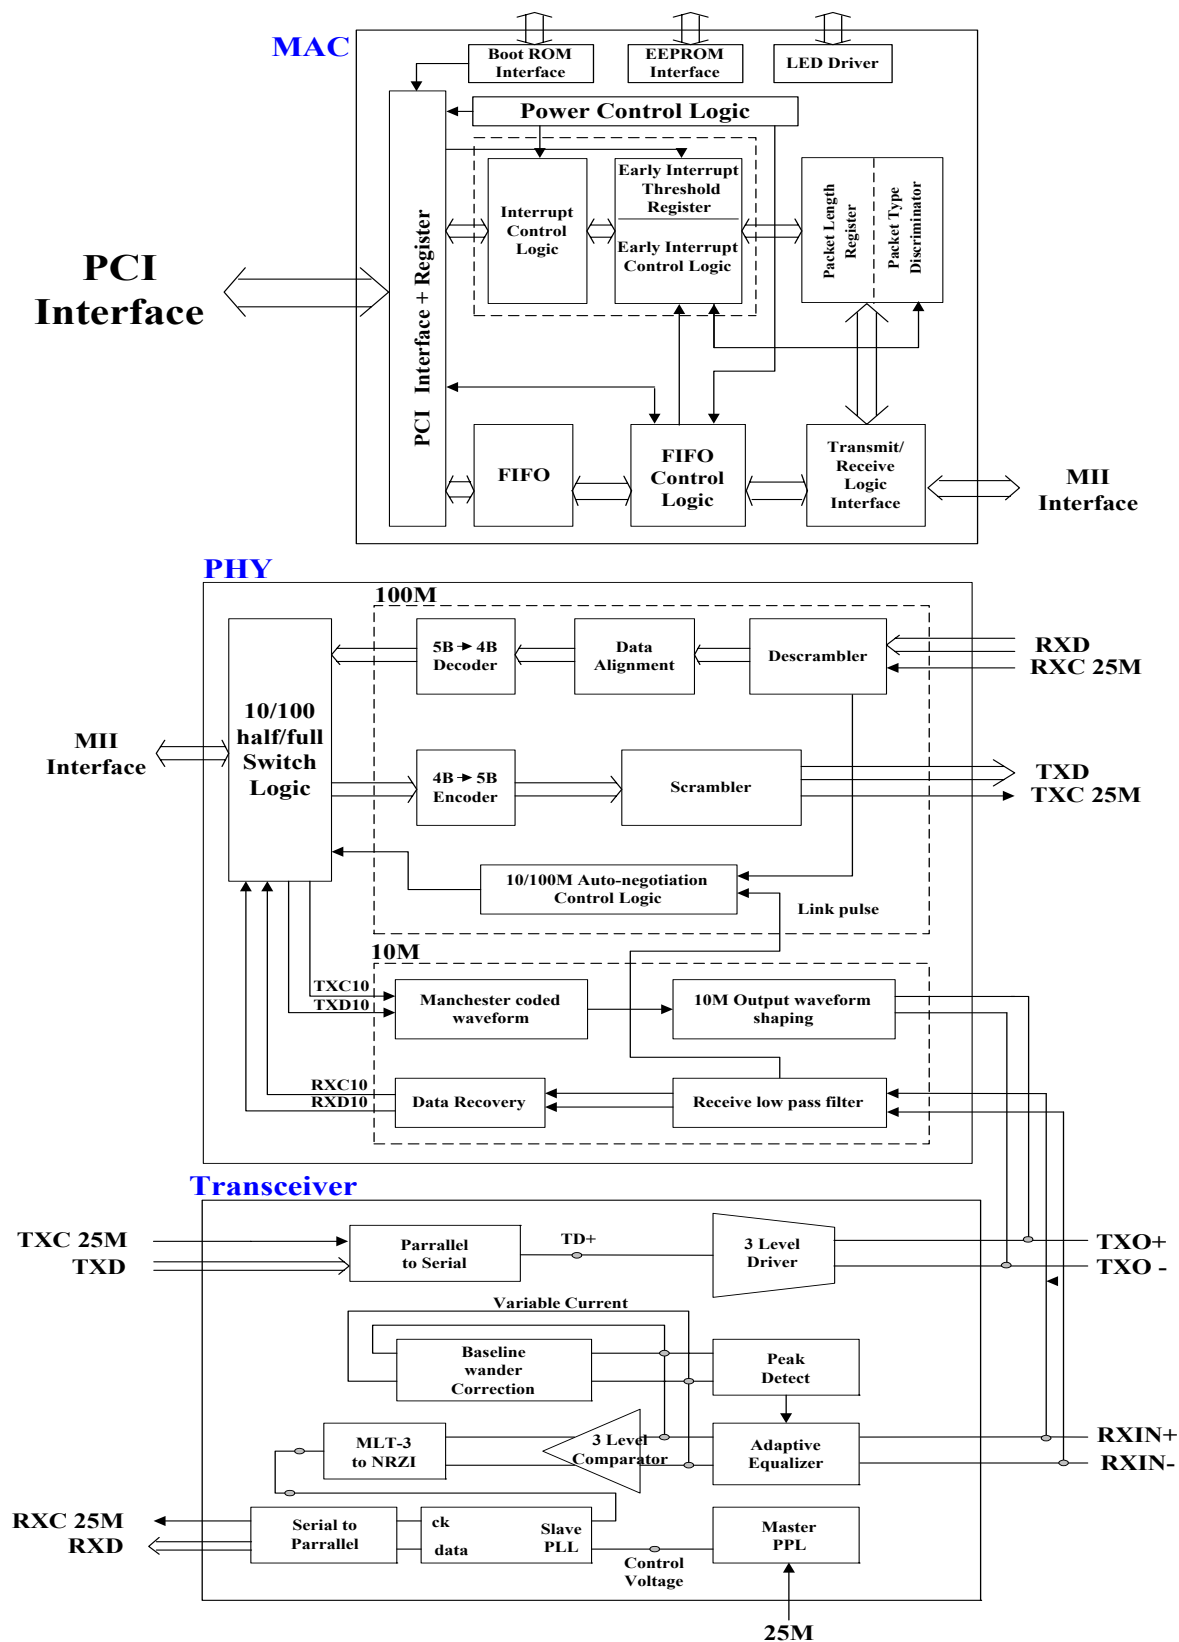 MAC
Boot ROM
Interface
EEPROM
Interface
LED Driver
Power Control Logic
PCI Interface + Register
Interrupt
Control
Logic
Early Interrupt
Threshold
Register
Early Interrupt
Control Logic
Packet Length
Register
Packet Type
Discriminator
PCI
Interface
FIFO
FIFO
Control
Logic
Transmit/
Receive
Logic
Interface
MII
Interface
PHY
100M
10/100
half/full
Switch
Logic
5B → 4B
Decoder
Data
Alignment
Descrambler
RXD
RXC 25M
MII
Interface
4B → 5B
Encoder
Scrambler
TXD
TXC 25M
10/100M Auto-negotiation
Control Logic
Link pulse
10M
TXC10
TXD10
Manchester coded
waveform
10M Output waveform
shaping
RXC10
RXD10
Data Recovery
Receive low pass filter
Transceiver
TXC 25M
TXD
Parrallel
to Serial
TD+
3 Level
Driver
TXO+
TXO -
Variable Current
Baseline
wander
Correction
Peak
Detect
MLT-3
to NRZI
3 Level
Comparator
Adaptive
Equalizer
RXIN+
RXIN-
RXC 25M
RXD
Serial to
Parrallel
ck
data
Slave
PLL
Control
Voltage
Master
PPL
25M